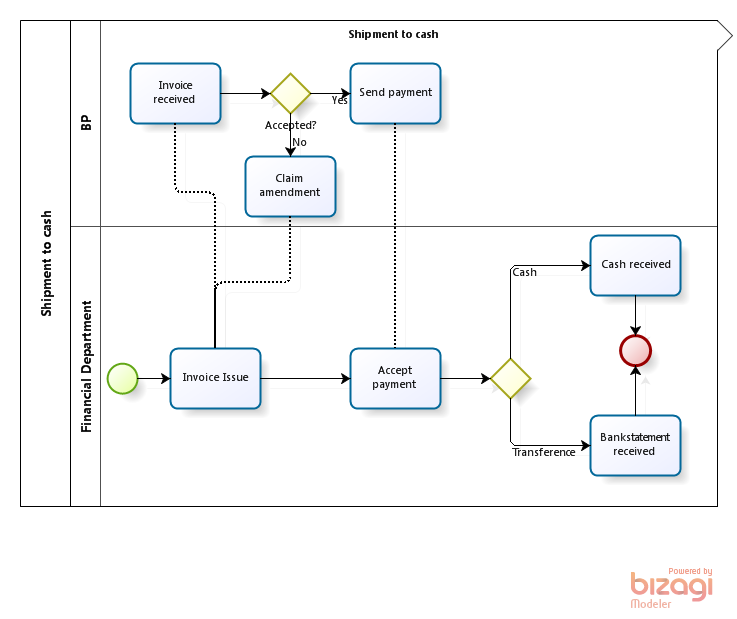 Shipment to cash
Shipment to cash
BP
Invoice
received
Accepted?
Yes
No
Send payment
Claim
amendment
Financial Department
Invoice Issue
Accept
payment
Cash
Transference
Cash received
Bankstatement
received
Powered by
bizagi
Modeler